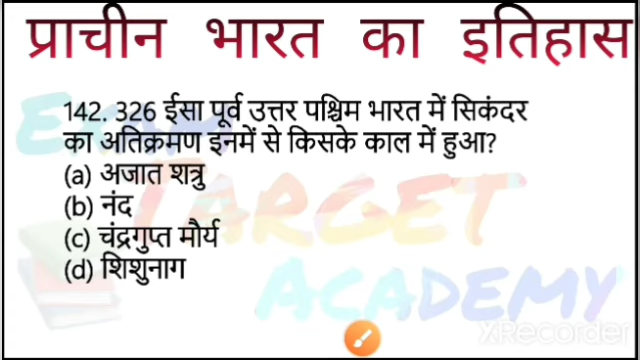 प्राचीन भारत का इतिहास
142. 326 ईसा पूर्व उत्तर पश्चिम भारत में सिकंदर
का अतिक्रमण इनमें से किसके काल में हुआ?
(a) अजात शत्रु
(b) नंद
(c) चंद्रगुप्त मौर्य
(d) शिशुनाग
Exam
TARGET
ACADEMY
XRecorder